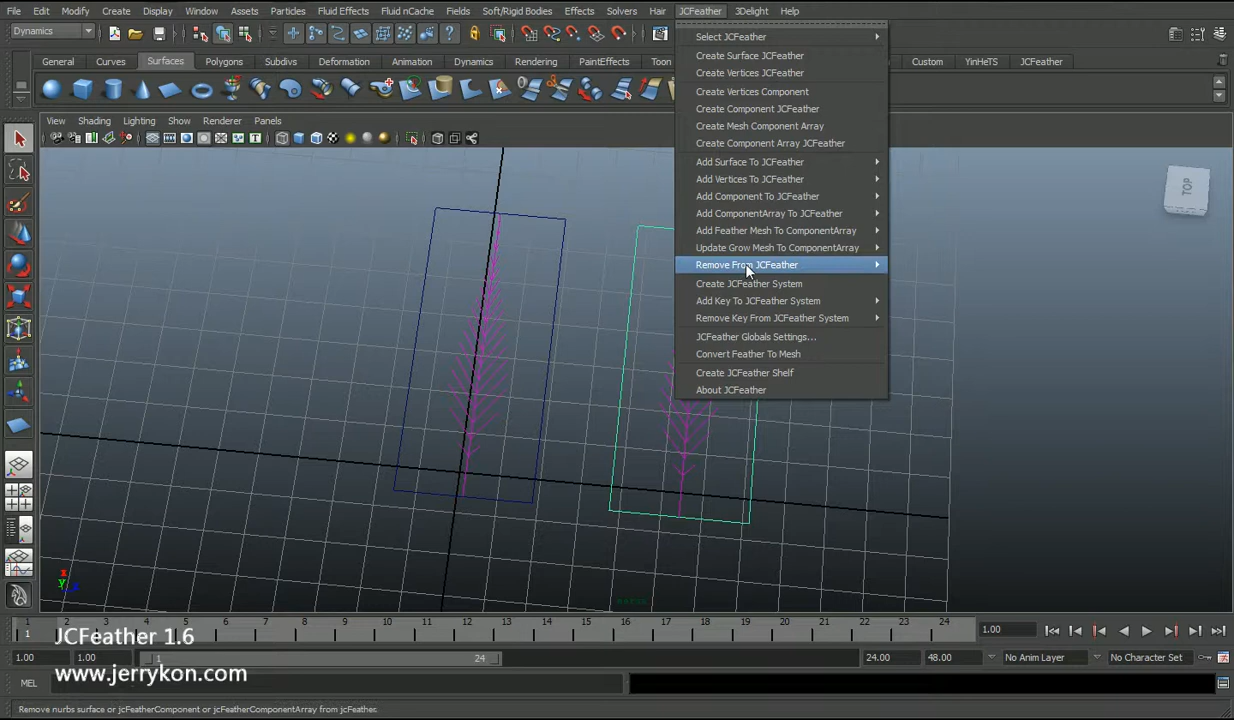 File Modify Create Display Window Assets Particles Fluid Effects Fluid nCache Fields Soft/Rigid Bodies Effects Solvers Hair JCFeather 3Delight Help
Dynamics
General Curves Surfaces Polygons Subdivs Deformation Animation Dynamics Rendering PaintEffects Toon Custom YinHeTS JCFeather
View Shading Lighting Show Renderer Panels
Select JCFeather
Create Surface JCFeather
Create Vertices JCFeather
Create Vertices Component
Create Component JCFeather
Create Mesh Component Array
Create Component Array JCFeather
Add Surface To JCFeather
Add Vertices To JCFeather
Add Component To JCFeather
Add ComponentArray To JCFeather
Add Feather Mesh To ComponentArray
Update Grow Mesh To ComponentArray
Remove From JCFeather
Create JCFeather System
Add Key To JCFeather System
Remove Key From JCFeather System
JCFeather Globals Settings...
Convert Feather To Mesh
Create JCFeather Shelf
About JCFeather
TOP
1 2 3 4 5 6 7 8 9 10 11 12 13 14 15 16 17 18 19 20 21 22 23 24
1 1.00
JCFeather 1.6
1.00 1.00 1 24 24.00 48.00 No Anim Layer No Character Set
www.jerrykon.com
MEL
Remove nurbs surface or jcFeatherComponent or jcFeatherComponentArray from jcFeather.